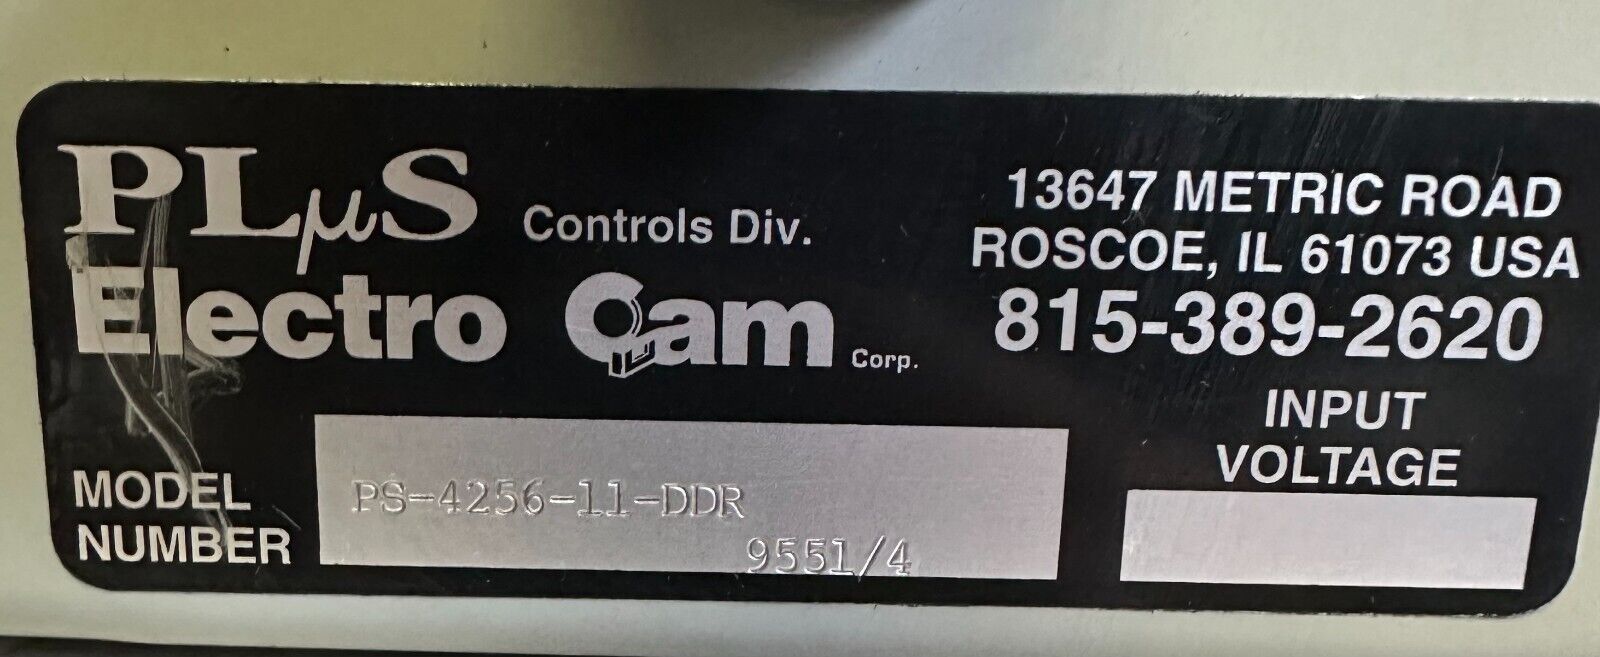 PLμS Controls Div.
Electro Cam Corp.
13647 METRIC ROAD
ROSCOE, IL 61073 USA
815-389-2620
MODEL
NUMBER
PS-4256-11-DDR
9551/4
INPUT
VOLTAGE